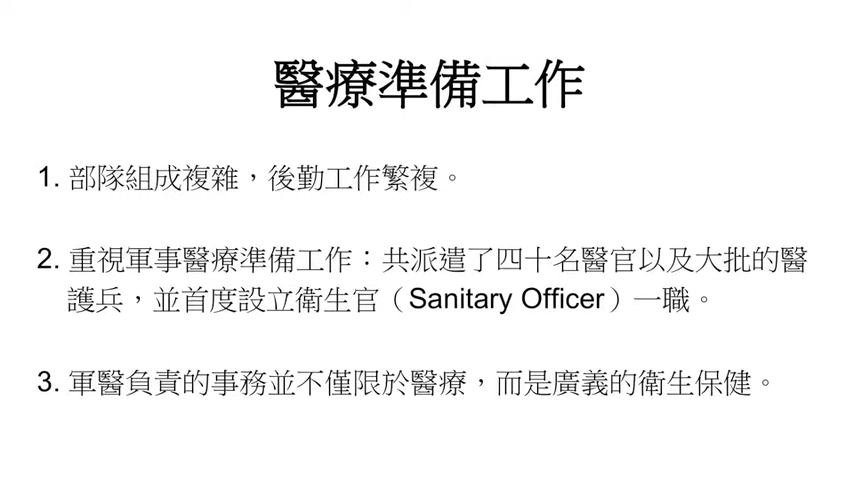 醫療準備工作
1. 部隊組成複雜，後勤工作繁複。
2. 重視軍事醫療準備工作：共派遣了四十名醫官以及大批的醫
護兵，並首度設立衛生官（Sanitary Officer）一職。
3. 軍醫負責的事務並不僅限於醫療，而是廣義的衛生保健。